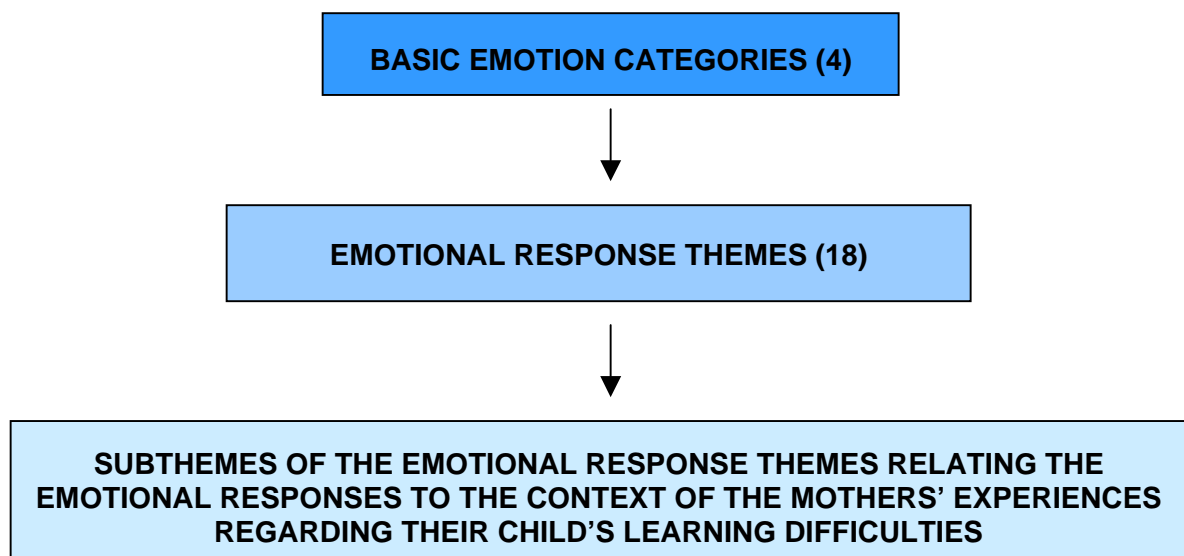 BASIC EMOTION CATEGORIES (4)
EMOTIONAL RESPONSE THEMES (18)
SUBTHEMES OF THE EMOTIONAL RESPONSE THEMES RELATING THE
EMOTIONAL RESPONSES TO THE CONTEXT OF THE MOTHERS’ EXPERIENCES
REGARDING THEIR CHILD’S LEARNING DIFFICULTIES